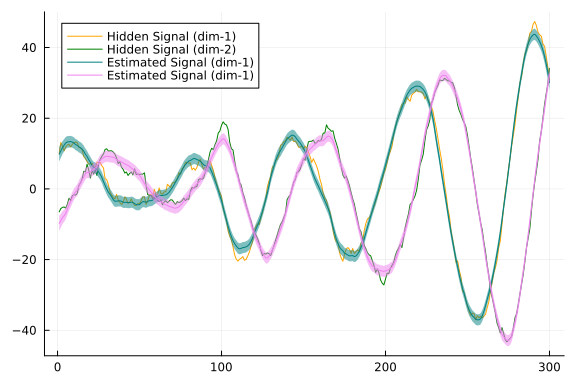 40
20
0
−20
−40
Hidden Signal (dim-1)
Hidden Signal (dim-2)
Estimated Signal (dim-1)
Estimated Signal (dim-1)
0
100
200
300